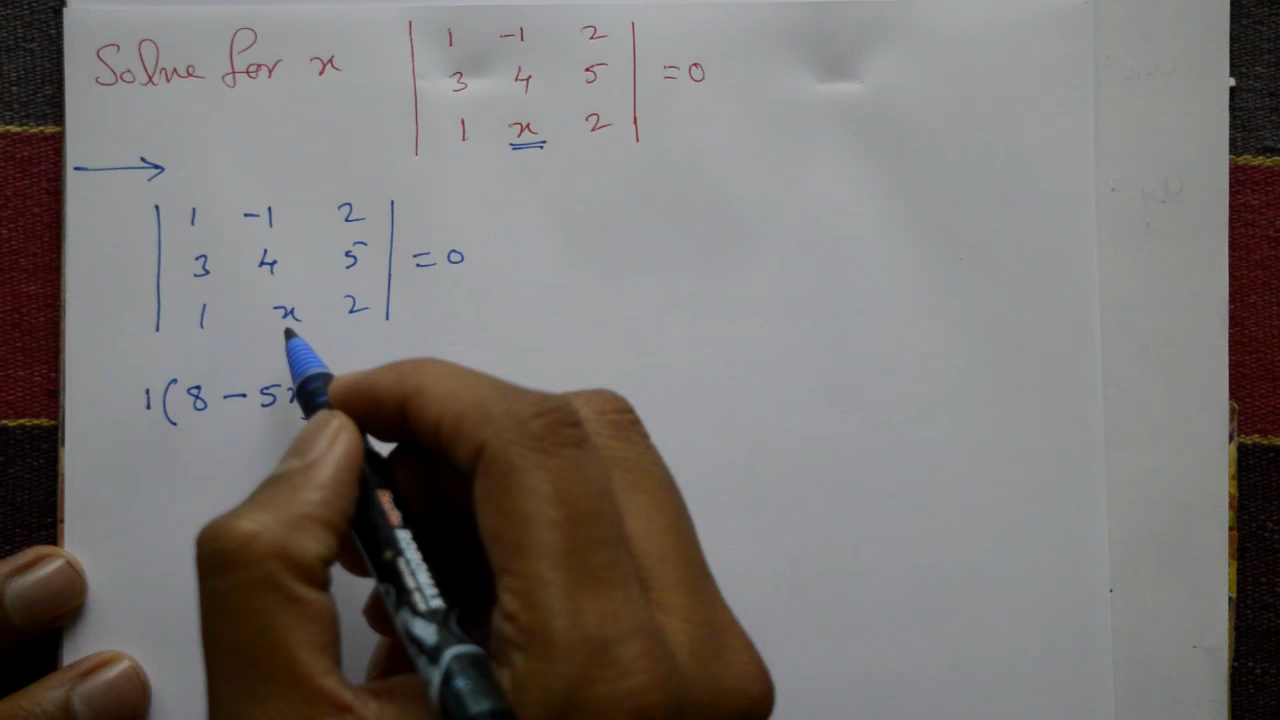 Solve for x | 1 -1 2 |
| 3 4 5 | = 0
| 1 x 2 |
| 1 -1 2 |
| 3 4 5 | = 0
| 1 x 2 |
1(8 - 5x